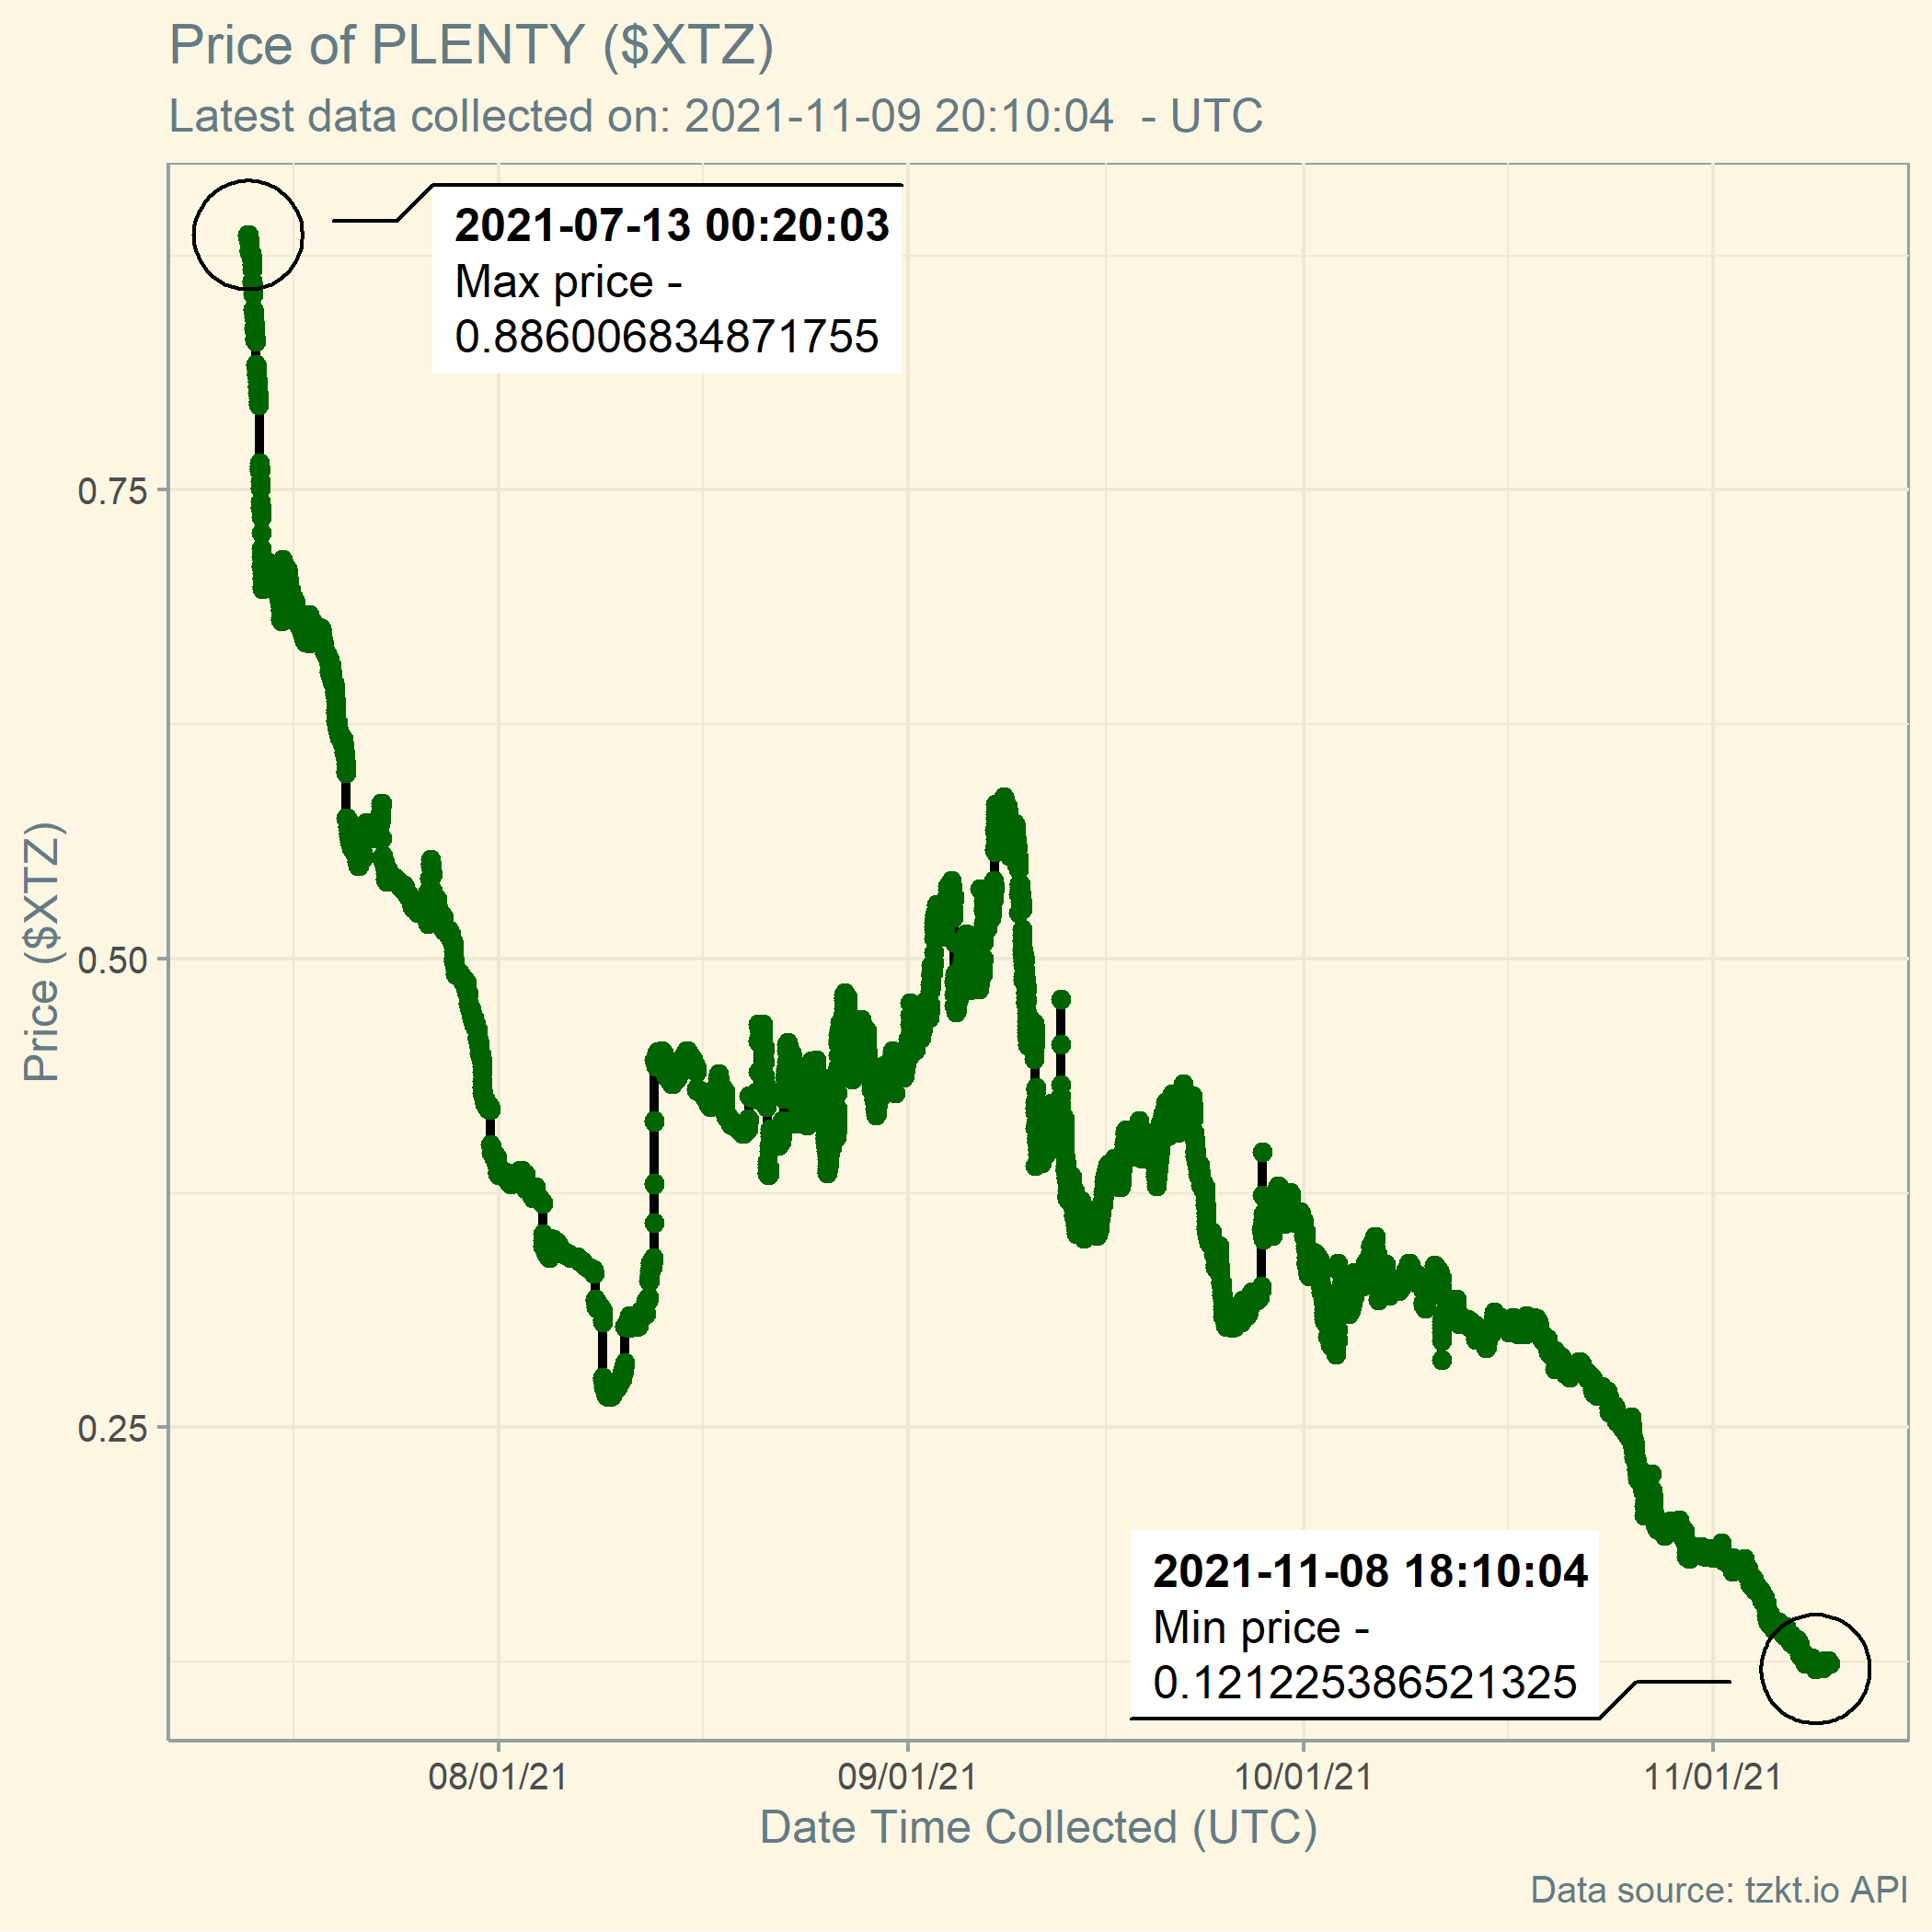 Price of PLENTY ($XTZ)
Latest data collected on: 2021-11-09 20:10:04  - UTC
2021-07-13 00:20:03
Max price -
0.886006834871755
0.75
0.50
0.25
Price ($XTZ)
2021-11-08 18:10:04
Min price -
0.121225386521325
08/01/21
09/01/21
10/01/21
11/01/21
Date Time Collected (UTC)
Data source: tzkt.io API